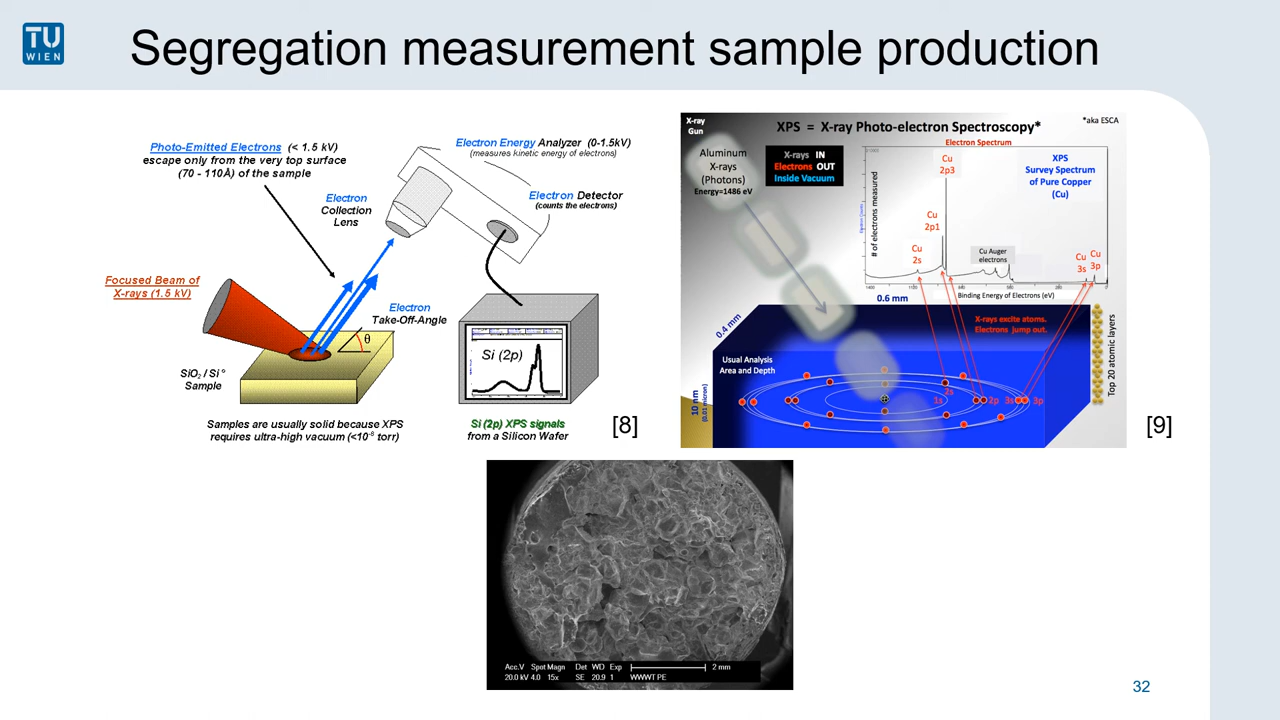 TU
WIEN
Segregation measurement sample production
Photo-Emitted Electrons (< 1.5 kV)
escape only from the very top surface
(70 - 110Å) of the sample
Electron Energy Analyzer (0-1.5kV)
(measures kinetic energy of electrons)
Electron Detector
(counts the electrons)
Electron
Collection
Lens
Focused Beam of
X-rays (1.5 kV)
Electron
Take-Off-Angle
θ
SiO2 / Si°
Sample
Si (2p)
Samples are usually solid because XPS
requires ultra-high vacuum (<10-8 torr)
Si (2p) XPS signals
from a Silicon Wafer
[8]
X-ray
Gun
XPS = X-ray Photo-electron Spectroscopy*
*aka ESCA
Aluminum
X-rays
(Photons)
Energy=1486 eV
X-rays IN
Electrons OUT
Inside Vacuum
Electron Spectrum
# of electrons measured
Cu
2p3
Cu
2p1
Cu
2s
Cu Auger
electrons
Cu
3s
Cu
3p
XPS
Survey Spectrum
of Pure Copper
(Cu)
Binding Energy of Electrons (eV)
0.6 mm
0.4 mm
X-rays excite atoms.
Electrons jump out.
Usual Analysis
Area and Depth
10 nm
(0.01 micron)
1s
2s
2p
3s
3p
Top 20 atomic layers
[9]
Acc.V Spot Magn Det WD Exp 2 mm
20.0 kV 4.0 15x SE 20.9 1 WWWT PE
32